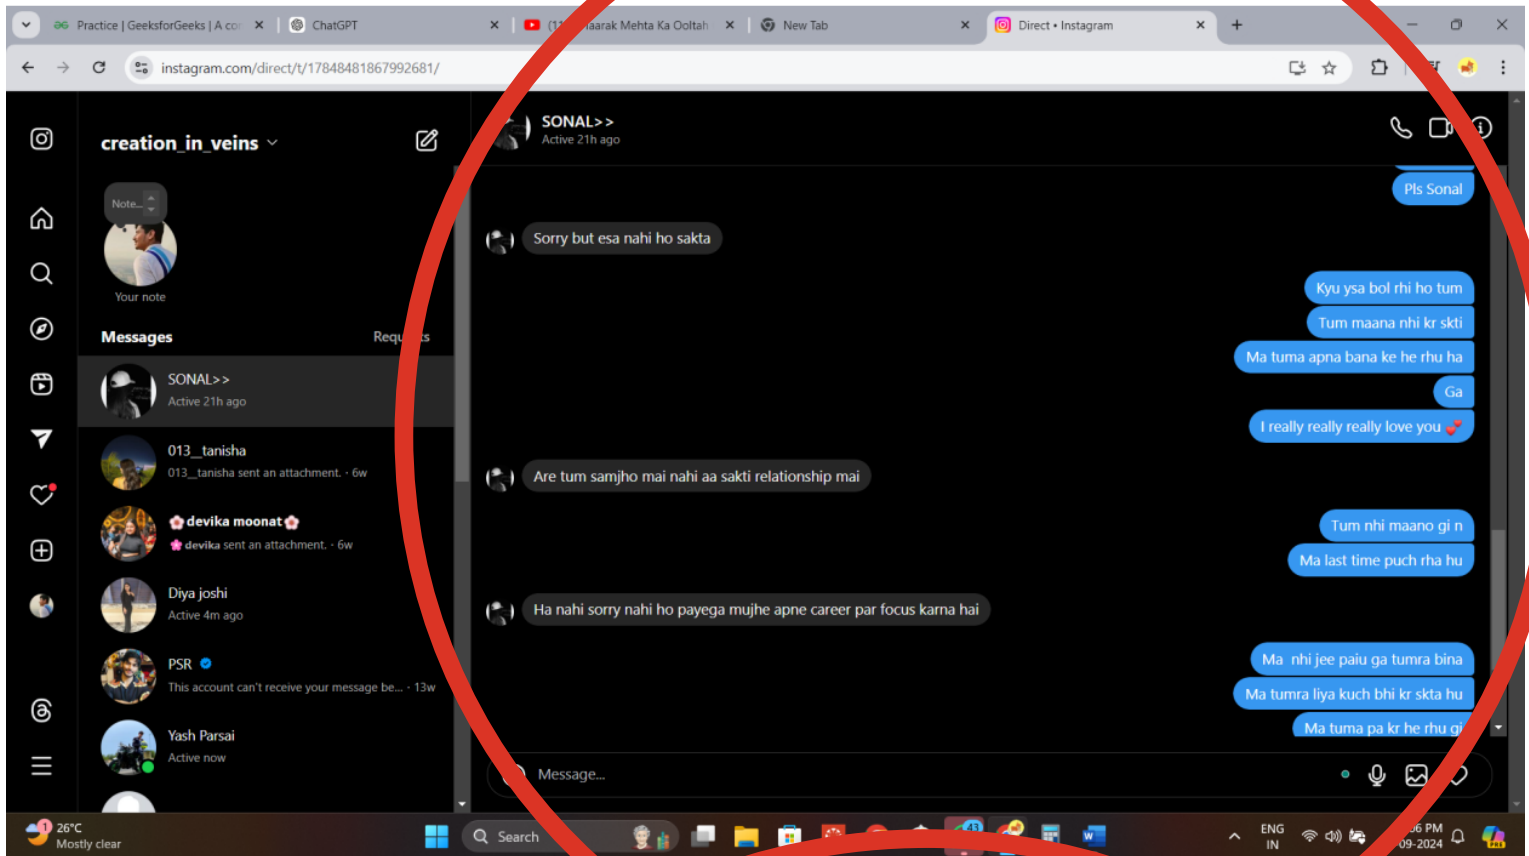 Practice | GeeksforGeeks | A co
ChatGPT
aarak Mehta Ka Ooltah
New Tab
Direct • Instagram
instagram.com/direct/t/17848481867992681/
creation_in_veins
Note...
Your note
Messages
SONAL>>
Active 21h ago
013__tanisha
013__tanisha sent an attachment. · 6w
🌸devika moonat🌸
🌸 devika sent an attachment. · 6w
Diya joshi
Active 4m ago
PSR
This account can't receive your message be... · 13w
Yash Parsai
Active now
SONAL>>
Active 21h ago
Pls Sonal
Sorry but esa nahi ho sakta
Kyu ysa bol rhi ho tum
Tum maana nhi kr skti
Ma tuma apna bana ke he rhu ha
Ga
I really really really love you 💕
Are tum samjho mai nahi aa sakti relationship mai
Tum nhi maano gi n
Ma last time puch rha hu
Ha nahi sorry nahi ho payega mujhe apne career par focus karna hai
Ma nhi jee paiu ga tumra bina
Ma tumra liya kuch bhi kr skta hu
Ma tuma pa kr he rhu gi
Message...
1
26°C
Mostly clear
Search
43
ENG
IN
PM
09-2024